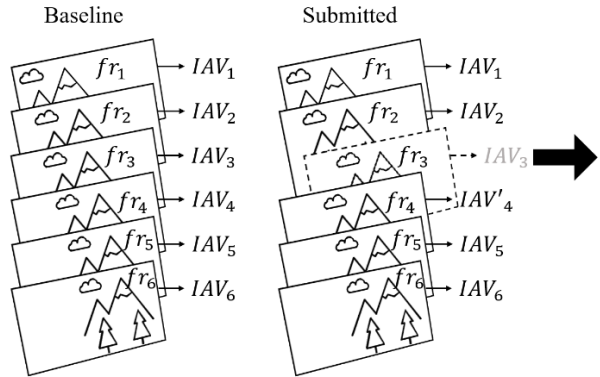 Baseline Submitted
fr₁ IAV₁ fr₁ IAV₁
fr₂ IAV₂ fr₂ IAV₂
fr₃ IAV₃ fr₃ IAV₃
fr₄ IAV₄ fr₄ IAV'₄
fr₅ IAV₅ fr₅ IAV₅
fr₆ IAV₆ fr₆ IAV₆